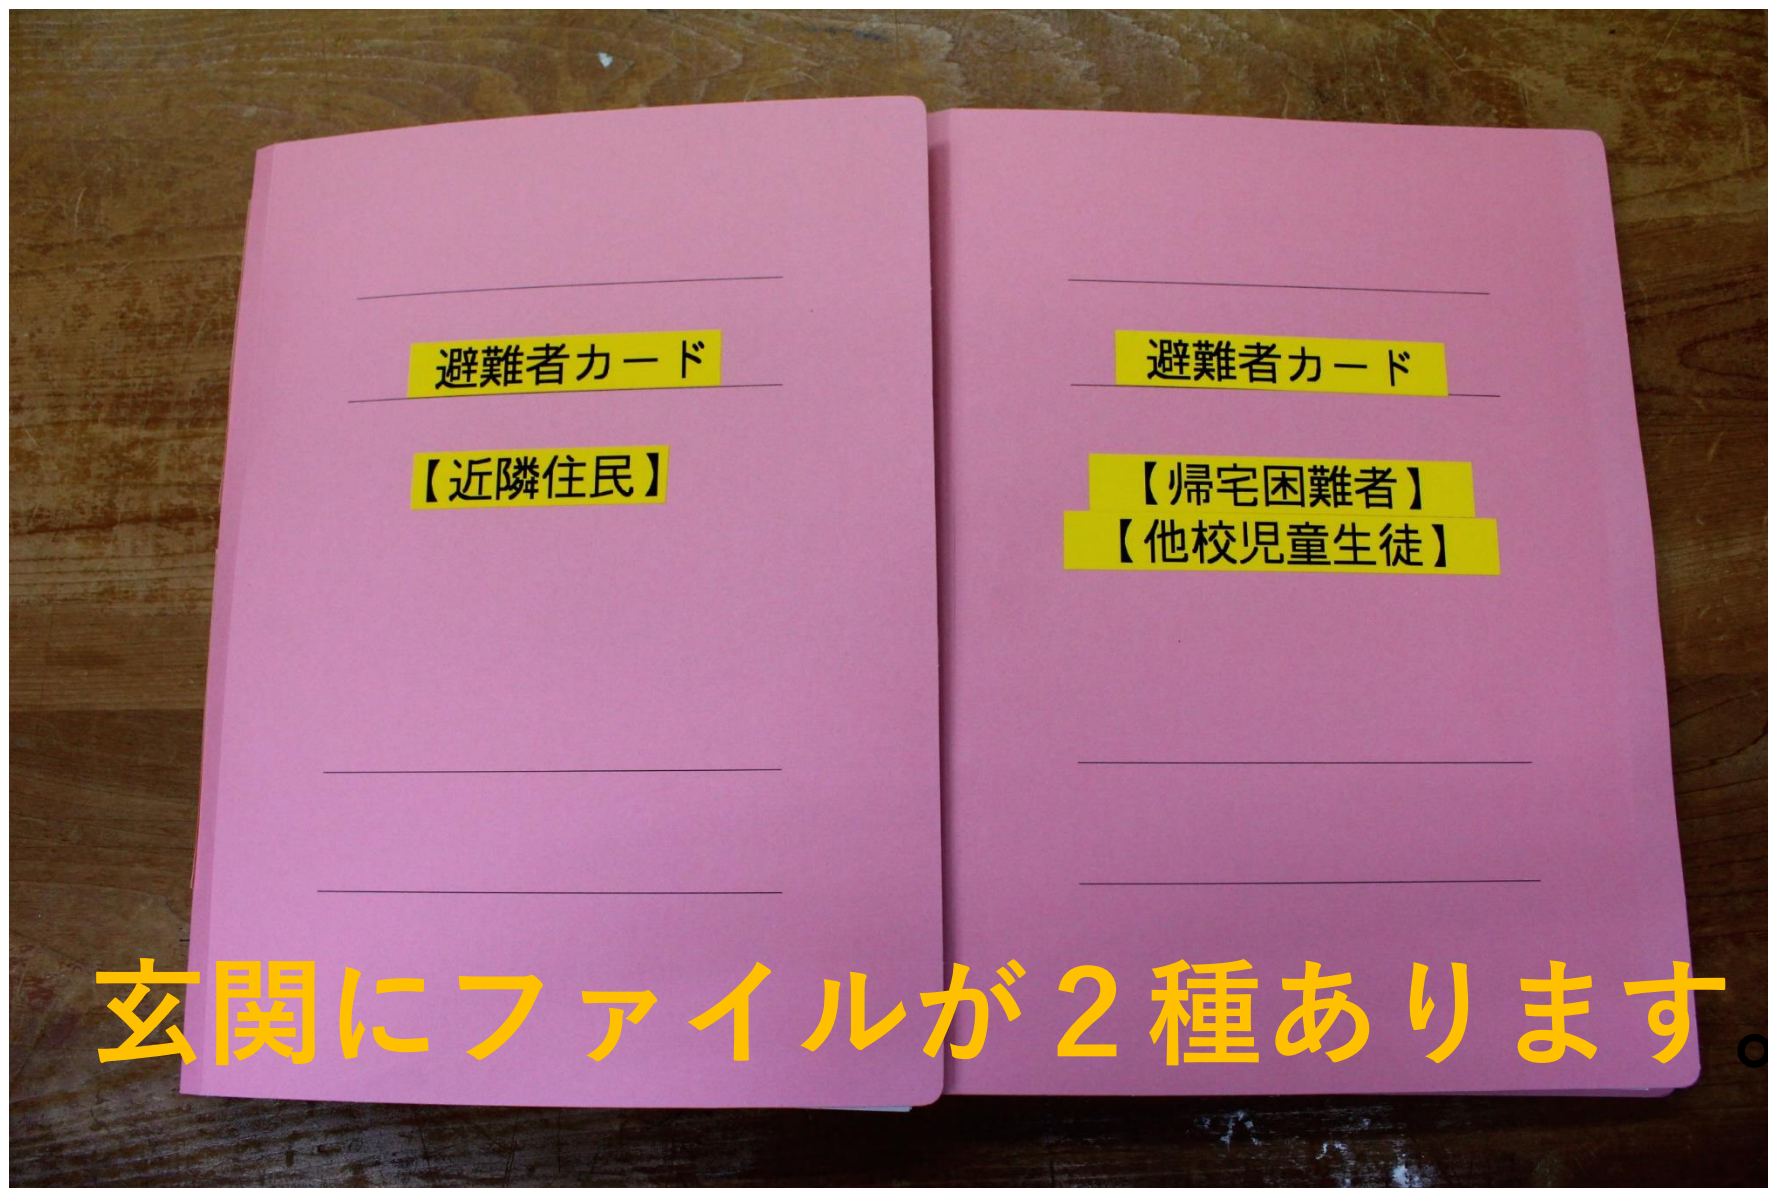 避難者カード
【近隣住民】
避難者カード
【帰宅困難者】
【他校児童生徒】
玄関にファイルが２種あります。